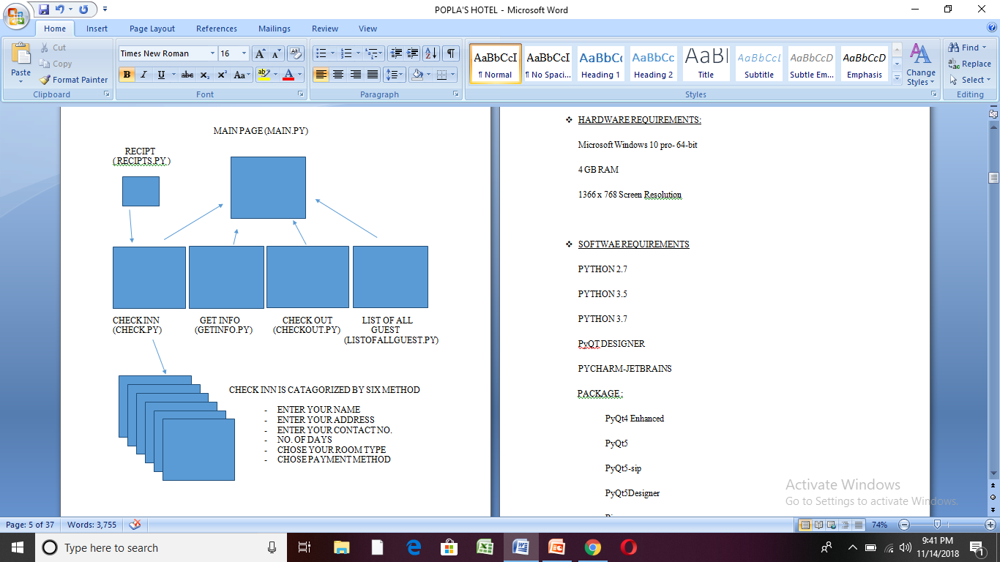 POPLA'S HOTEL - Microsoft Word
Home Insert Page Layout References Mailings Review View
Paste
Cut
Copy
Format Painter
Clipboard
Times New Roman 16
B I U abc X₂ X² Aa
Font
Paragraph
AaBbCcI AaBbCcI AaBbC AaBbCc AaBl AaBbCcL AaBbCcD AaBbCcD
¶ Normal ¶ No Spaci... Heading 1 Heading 2 Title Subtitle Subtle Em... Emphasis
Change
Styles
Styles
Find
Replace
Select
Editing
MAIN PAGE (MAIN.PY)
RECIPT
( RECIPTS.PY )
CHECK INN
(CHECK.PY)
GET INFO
(GETINFO.PY)
CHECK OUT
(CHECKOUT.PY)
LIST OF ALL
GUEST
(LISTOFALLGUEST.PY)
CHECK INN IS CATAGORIZED BY SIX METHOD
- ENTER YOUR NAME
- ENTER YOUR ADDRESS
- ENTER YOUR CONTACT NO.
- NO. OF DAYS
- CHOSE YOUR ROOM TYPE
- CHOSE PAYMENT METHOD
❖ HARDWARE REQUIREMENTS:
Microsoft Windows 10 pro- 64-bit
4 GB RAM
1366 x 768 Screen Resolution
❖ SOFTWAE REQUIREMENTS
PYTHON 2.7
PYTHON 3.5
PYTHON 3.7
PyQT DESIGNER
PYCHARM-JETBRAINS
PACKAGE :
PyQt4 Enhanced
PyQt5
PyQt5-sip
PyQt5Designer
Activate Windows
Go to Settings to activate Windows.
Page: 5 of 37 Words: 3,755 74%
Type here to search
9:41 PM
11/14/2018
1